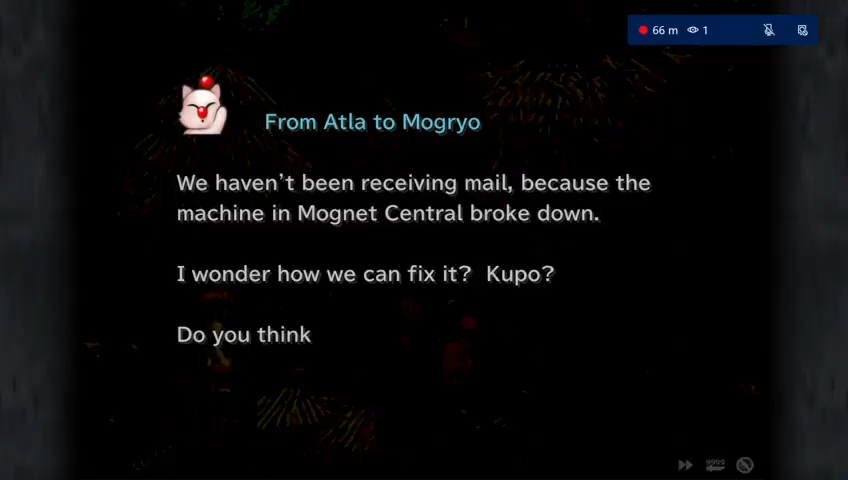 66 m 1
From Atla to Mogryo
We haven't been receiving mail, because the
machine in Mognet Central broke down.
I wonder how we can fix it?  Kupo?
Do you think
9999